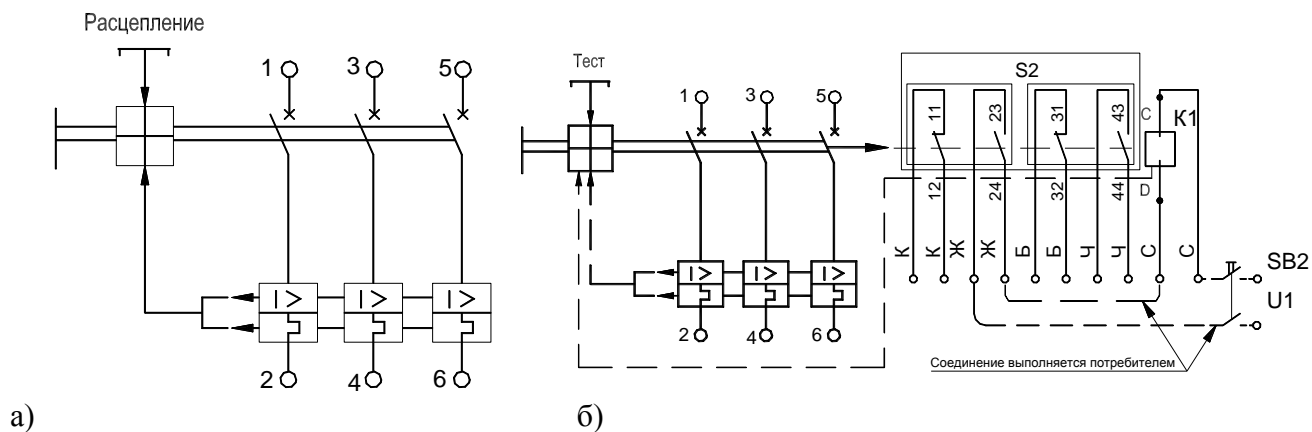 Расцепление
1 3 5
I> I> I>
2 4 6
а)
Тест
1 3 5
I> I> I>
2 4 6
б)
S2
11 23 31 43
C K1
12 24 32 44 D
К К Ж Ж Б Б Ч Ч С С
SB2
U1
Соединение выполняется потребителем